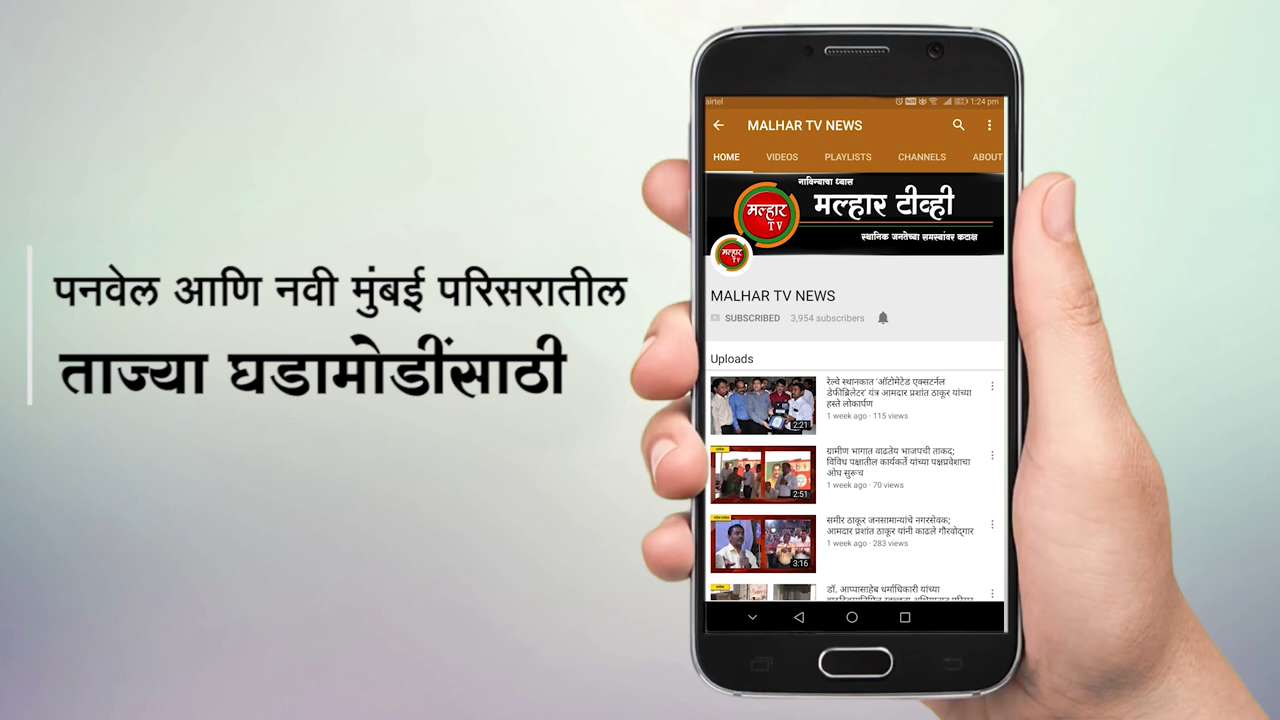 पनवेल आणि नवी मुंबई परिसरातील
ताज्या घडामोडींसाठी
airtel
1:24 pm
MALHAR TV NEWS
HOME VIDEOS PLAYLISTS CHANNELS ABOUT
नाविन्याचा ध्यास
मल्हार टीव्ही
मल्हार
TV
स्थानिक जनतेच्या समस्यांवर कटाक्ष
मल्हार
TV
MALHAR TV NEWS
SUBSCRIBED 3,954 subscribers
Uploads
रेल्वे स्थानकात 'ऑटोमेटेड एक्सटर्नल
डेफीब्रिलेटर' यंत्र आमदार प्रशांत ठाकूर यांच्या
हस्ते लोकार्पण
1 week ago · 115 views
2:21
ग्रामीण भागात वाढतेय भाजपची ताकद;
विविध पक्षातील कार्यकर्ते यांच्या पक्षप्रवेशाचा
ओघ सुरूच
1 week ago · 70 views
2:51
समीर ठाकूर जनसामान्यांचे नगरसेवक;
आमदार प्रशांत ठाकूर यांनी काढले गौरवोद्गार
1 week ago · 283 views
3:16
डॉ. आप्पासाहेब धर्माधिकारी यांच्या